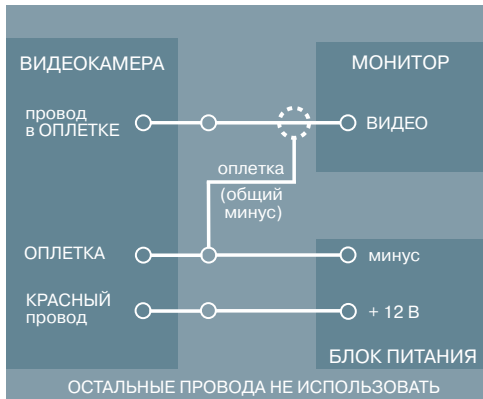 ВИДЕОКАМЕРА
МОНИТОР
провод
в ОПЛЕТКЕ
ВИДЕО
оплетка
(общий
минус)
ОПЛЕТКА
минус
КРАСНЫЙ
провод
+ 12 В
БЛОК ПИТАНИЯ
ОСТАЛЬНЫЕ ПРОВОДА НЕ ИСПОЛЬЗОВАТЬ